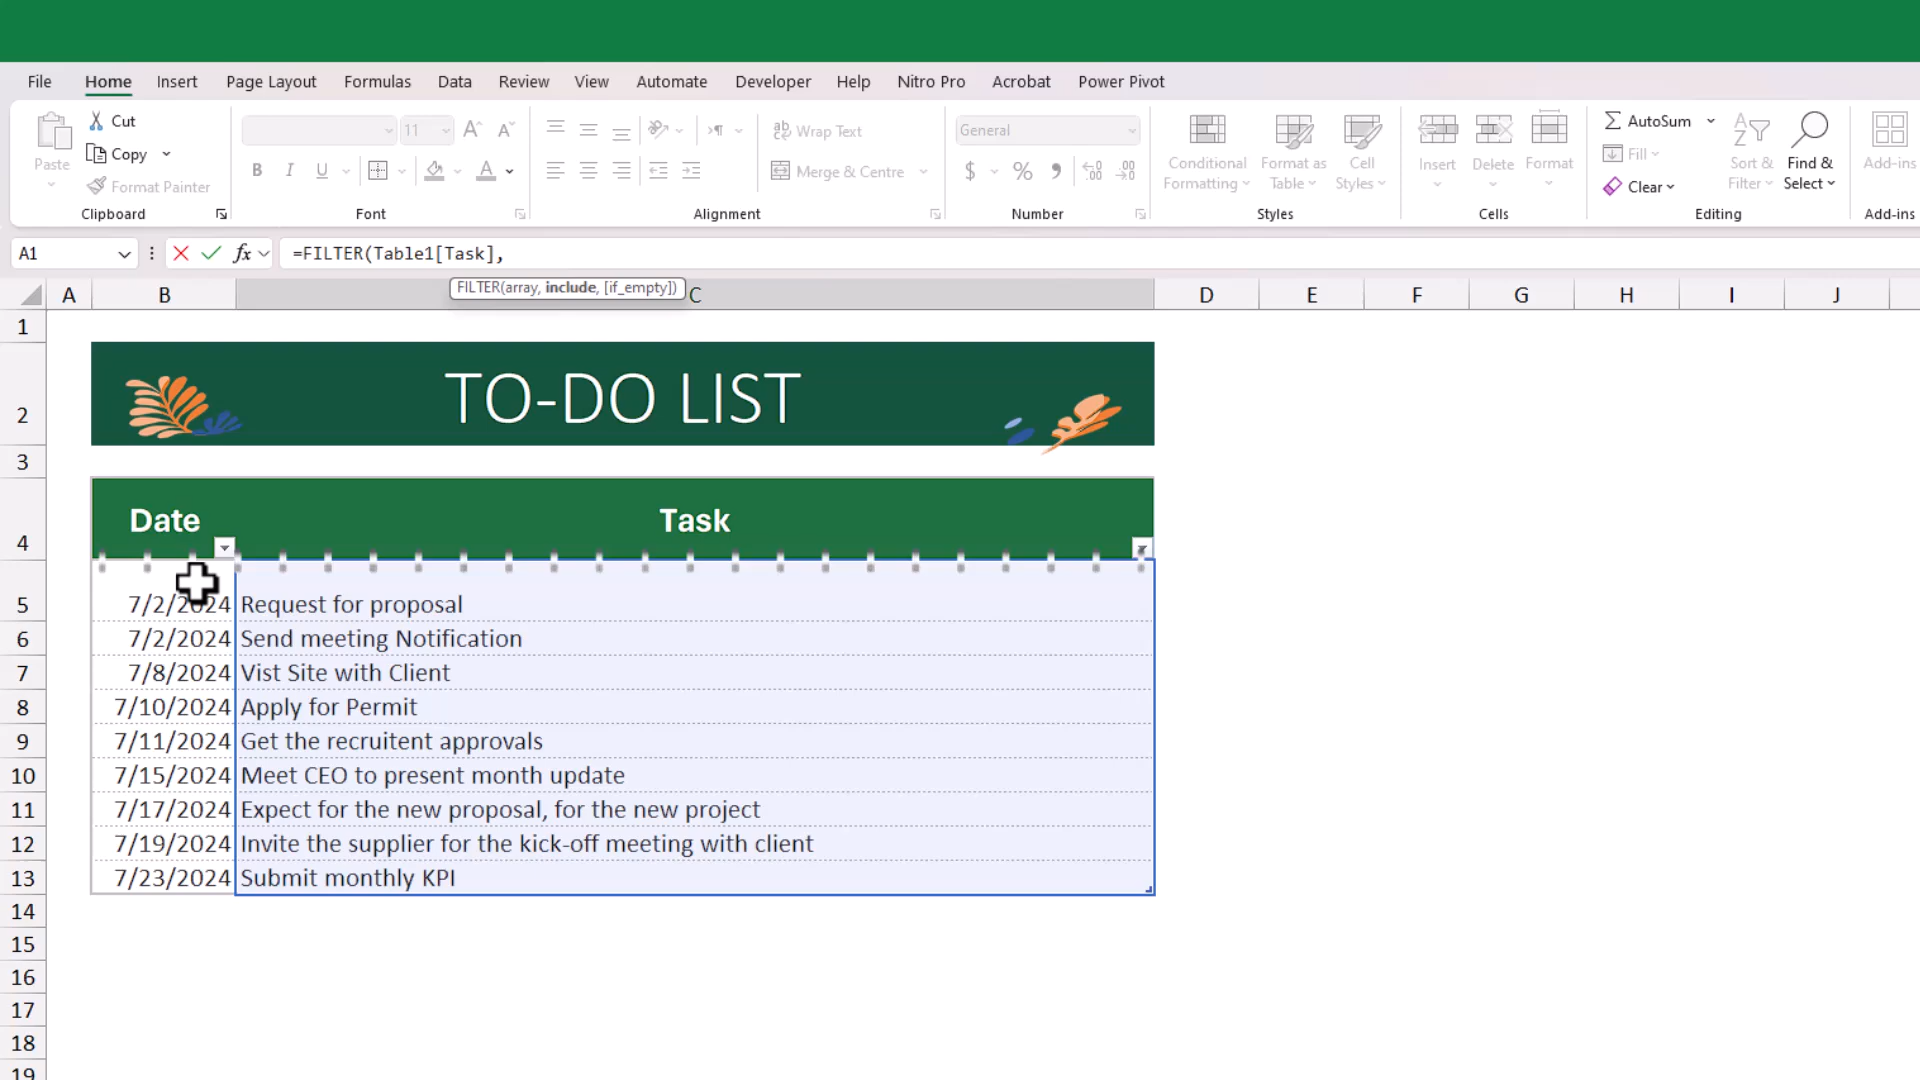 File Home Insert Page Layout Formulas Data Review View Automate Developer Help Nitro Pro Acrobat Power Pivot
Paste
Cut
Copy
Format Painter
Clipboard
11 A A
B I U A
Font
ab Wrap Text
Merge & Centre
Alignment
General
$ % 9
Number
Conditional Formatting
Format as Table
Cell Styles
Styles
Insert
Delete
Format
Cells
AutoSum
Fill
Clear
Sort & Filter
Find & Select
Editing
Add-ins
Add-ins
A1 fx =FILTER(Table1[Task],
FILTER(array, include, [if_empty])
A B C D E F G H I J
1
2 TO-DO LIST
3
4 Date Task
5 7/2/2024 Request for proposal
6 7/2/2024 Send meeting Notification
7 7/8/2024 Vist Site with Client
8 7/10/2024 Apply for Permit
9 7/11/2024 Get the recruitent approvals
10 7/15/2024 Meet CEO to present month update
11 7/17/2024 Expect for the new proposal, for the new project
12 7/19/2024 Invite the supplier for the kick-off meeting with client
13 7/23/2024 Submit monthly KPI
14
15
16
17
18
19